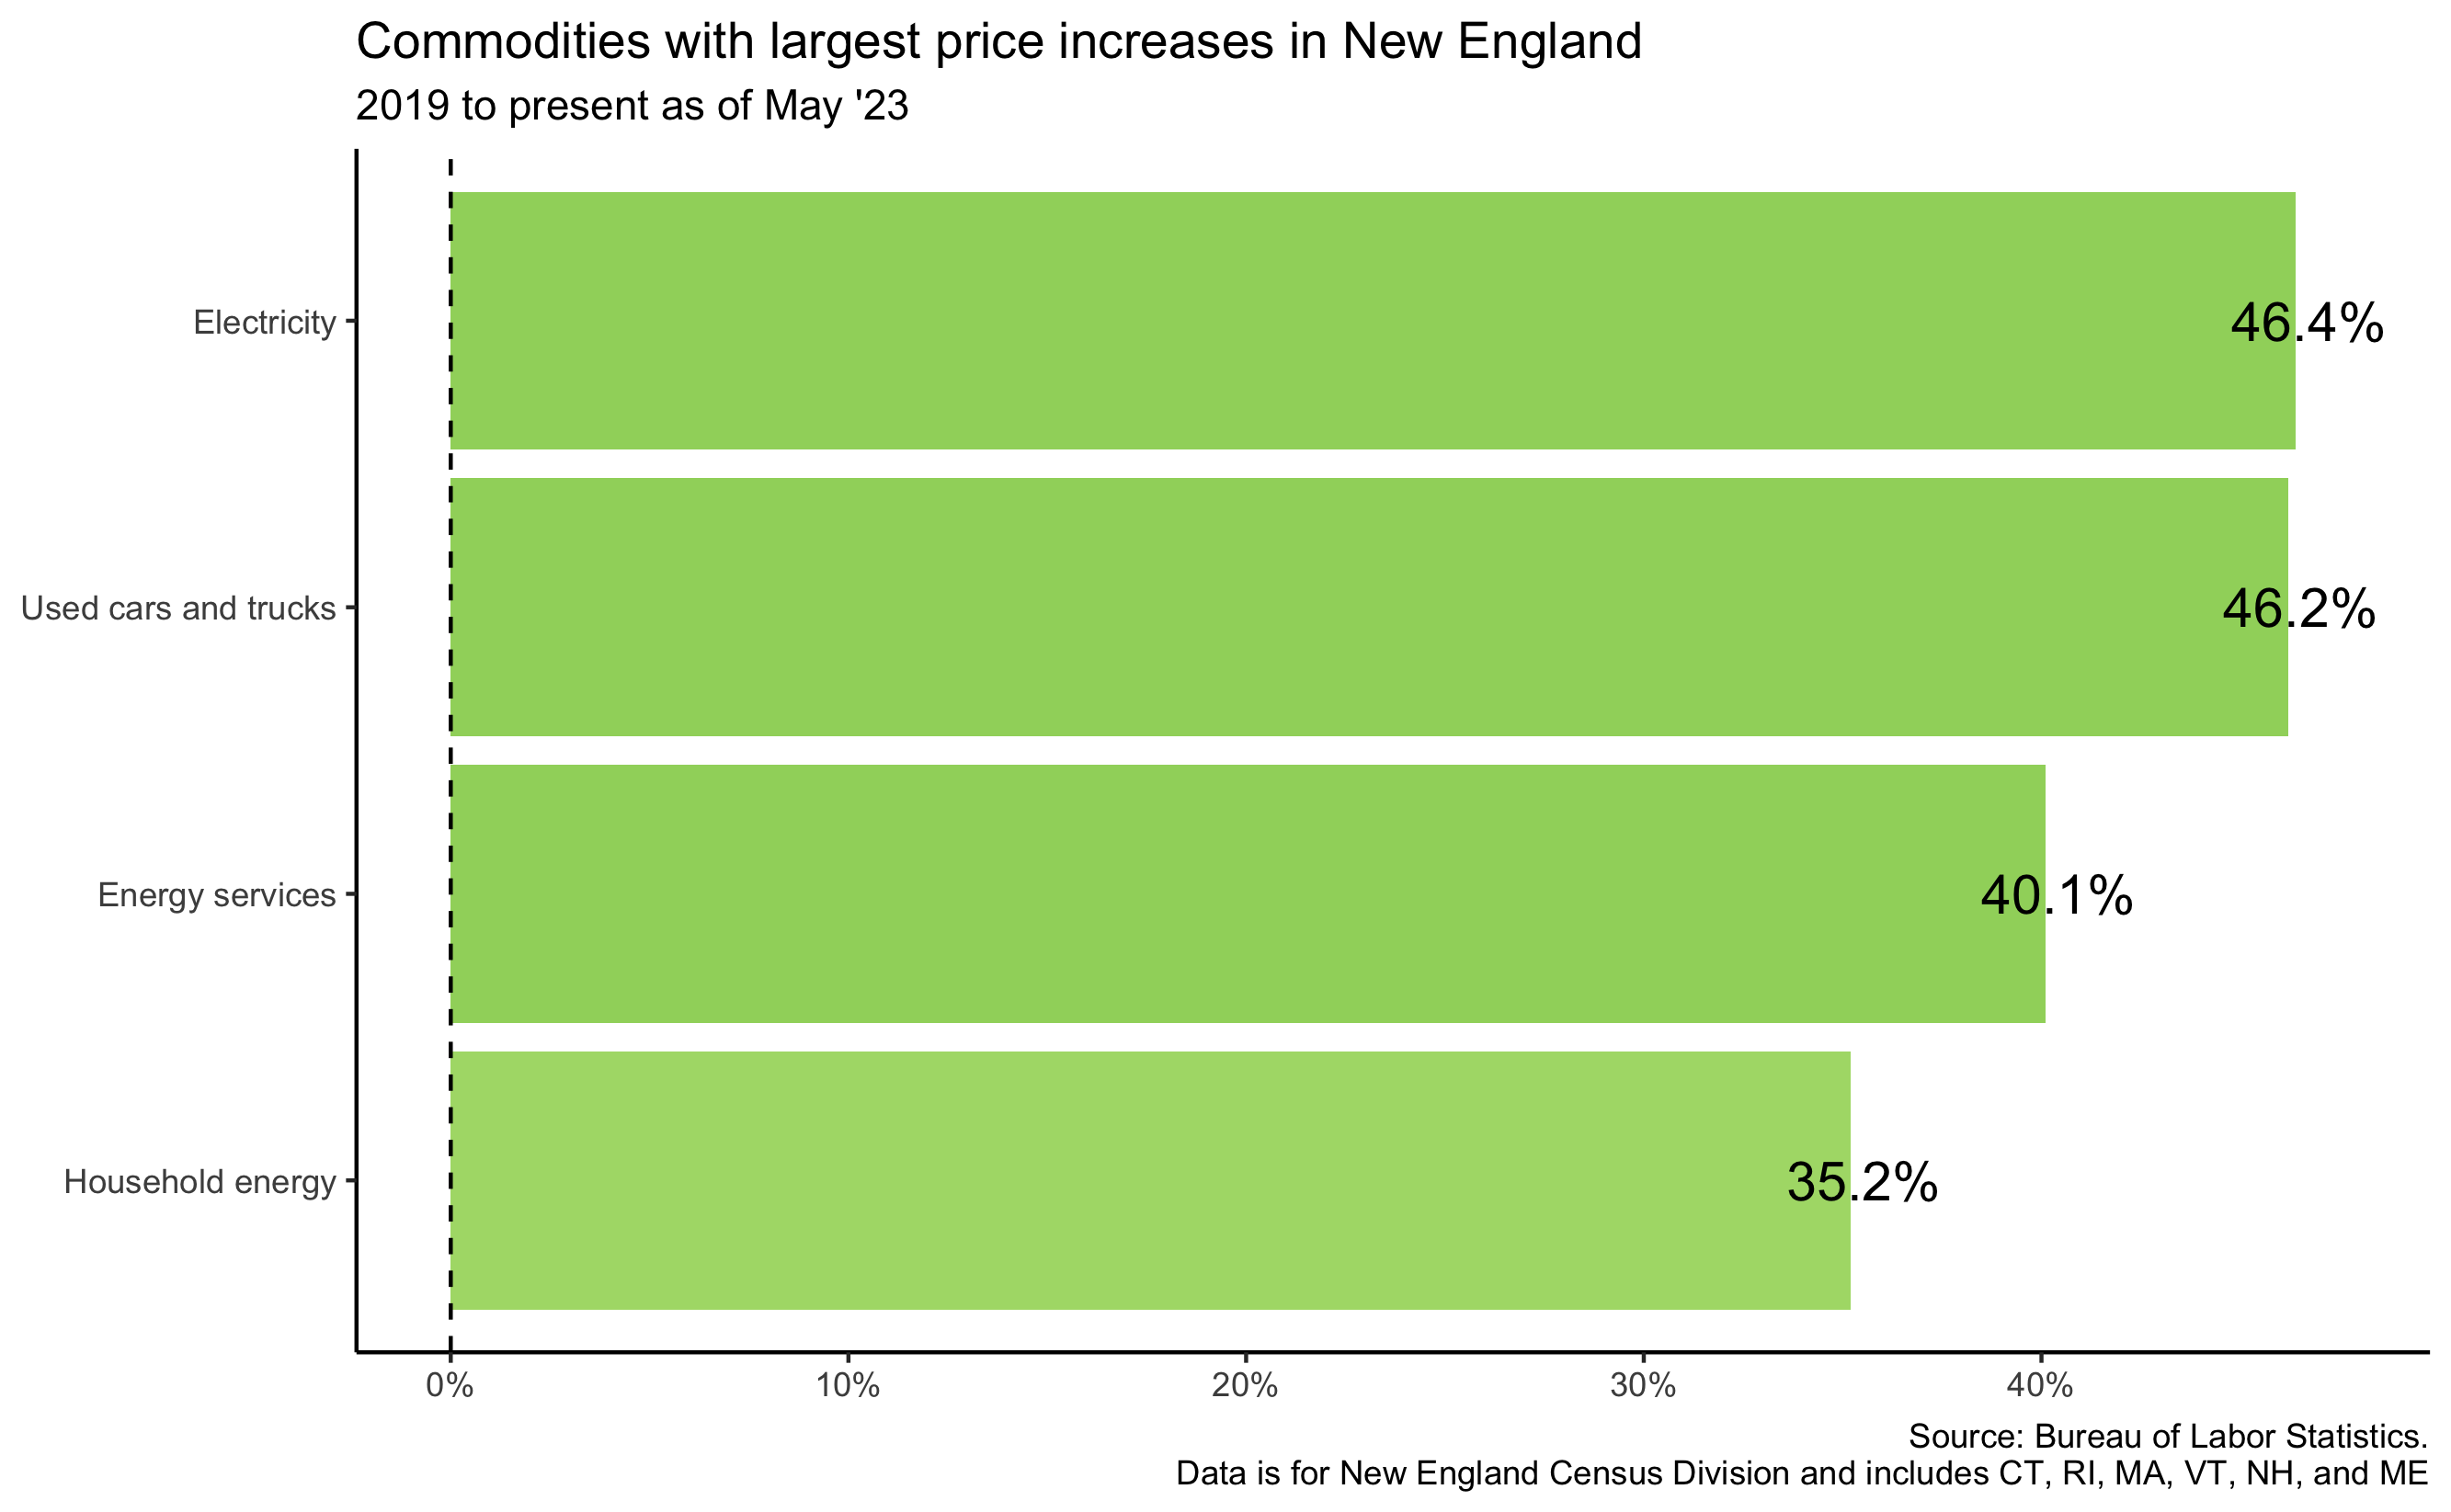 Commodities with largest price increases in New England
2019 to present as of May '23
Electricity
46.4%
Used cars and trucks
46.2%
Energy services
40.1%
Household energy
35.2%
0%
10%
20%
30%
40%
Source: Bureau of Labor Statistics.
Data is for New England Census Division and includes CT, RI, MA, VT, NH, and ME